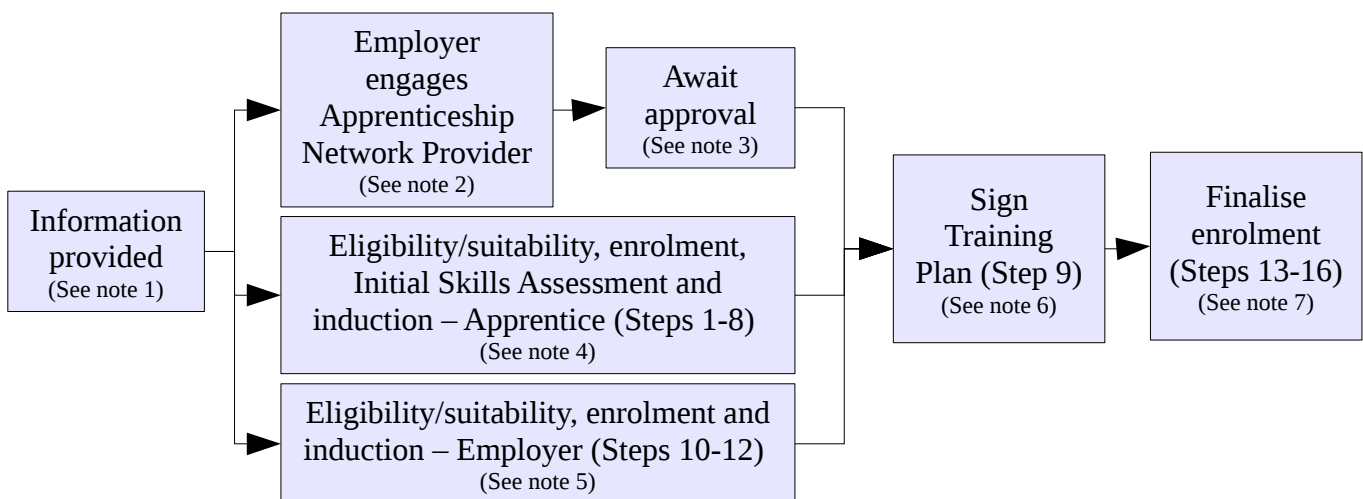 Information
provided
(See note 1)
Employer
engages
Apprenticeship
Network Provider
(See note 2)
Await
approval
(See note 3)
Eligibility/suitability, enrolment,
Initial Skills Assessment and
induction – Apprentice (Steps 1-8)
(See note 4)
Eligibility/suitability, enrolment and
induction – Employer (Steps 10-12)
(See note 5)
Sign
Training
Plan (Step 9)
(See note 6)
Finalise
enrolment
(Steps 13-16)
(See note 7)